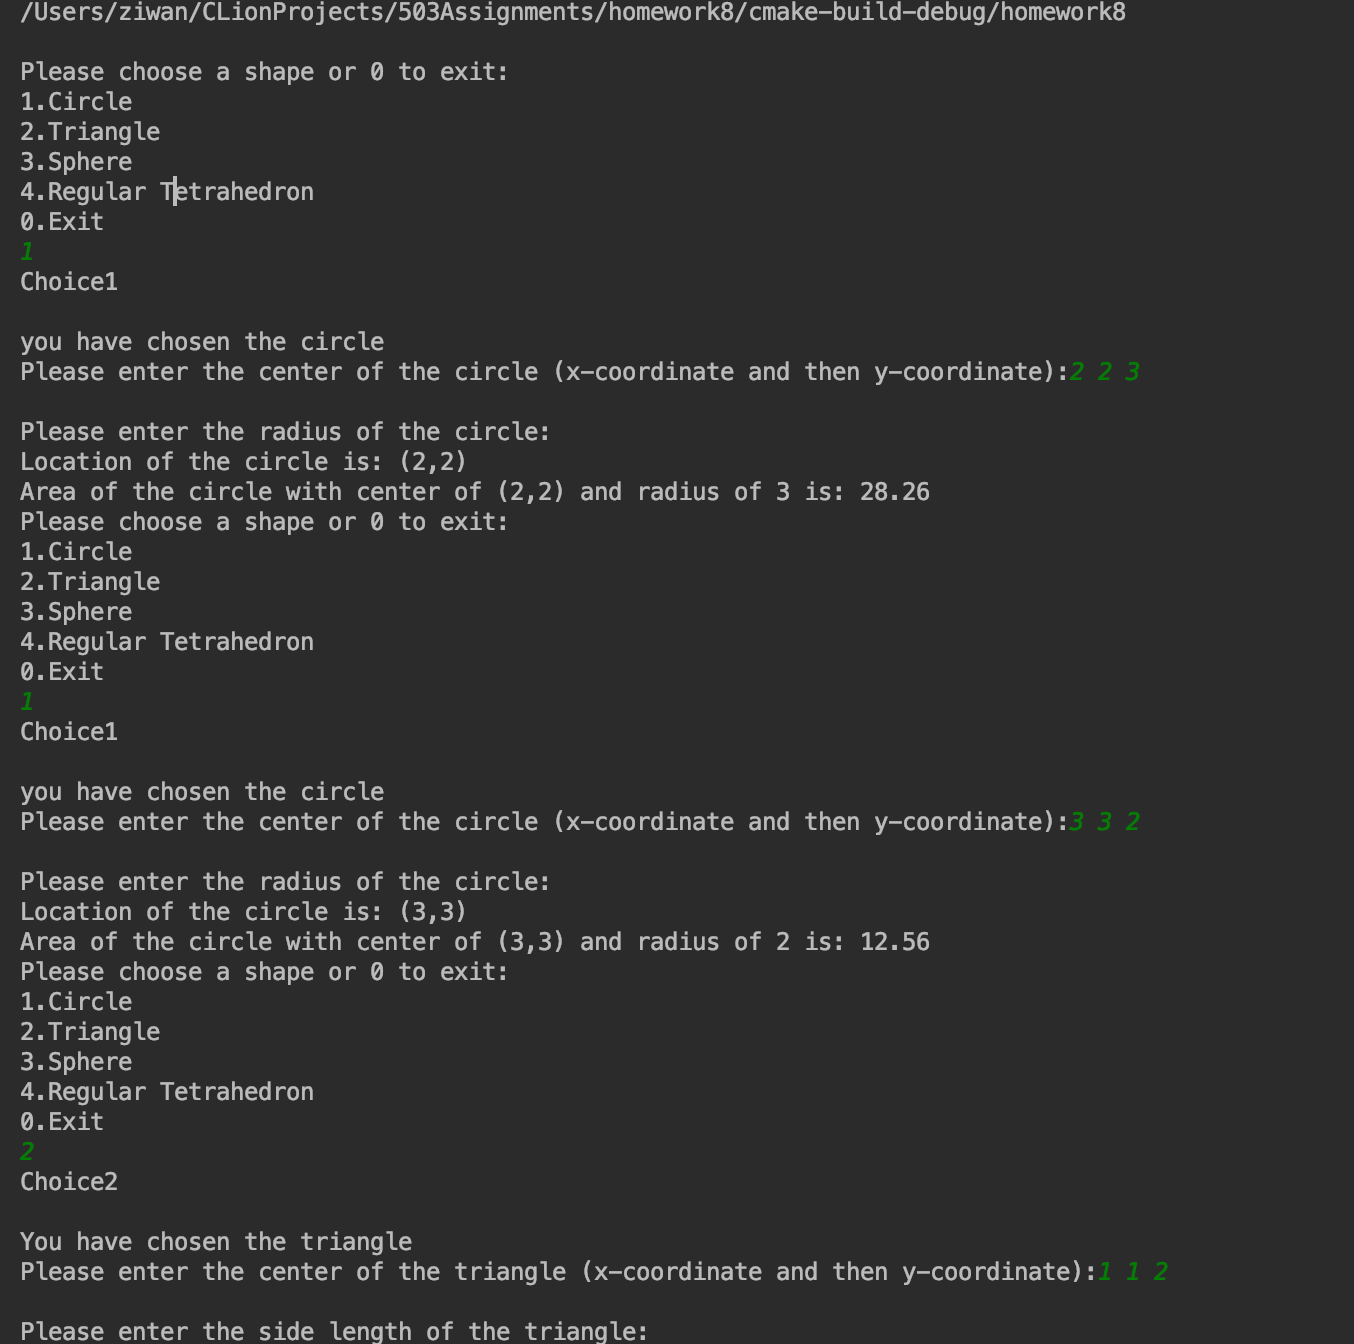 /Users/ziwan/CLionProjects/503Assignments/homework8/cmake-build-debug/homework8
Please choose a shape or 0 to exit:
1.Circle
2.Triangle
3.Sphere
4.Regular Tetrahedron
0.Exit
1
Choice1
you have chosen the circle
Please enter the center of the circle (x-coordinate and then y-coordinate):2 2 3
Please enter the radius of the circle:
Location of the circle is: (2,2)
Area of the circle with center of (2,2) and radius of 3 is: 28.26
Please choose a shape or 0 to exit:
1.Circle
2.Triangle
3.Sphere
4.Regular Tetrahedron
0.Exit
1
Choice1
you have chosen the circle
Please enter the center of the circle (x-coordinate and then y-coordinate):3 3 2
Please enter the radius of the circle:
Location of the circle is: (3,3)
Area of the circle with center of (3,3) and radius of 2 is: 12.56
Please choose a shape or 0 to exit:
1.Circle
2.Triangle
3.Sphere
4.Regular Tetrahedron
0.Exit
2
Choice2
You have chosen the triangle
Please enter the center of the triangle (x-coordinate and then y-coordinate):1 1 2
Please enter the side length of the triangle: